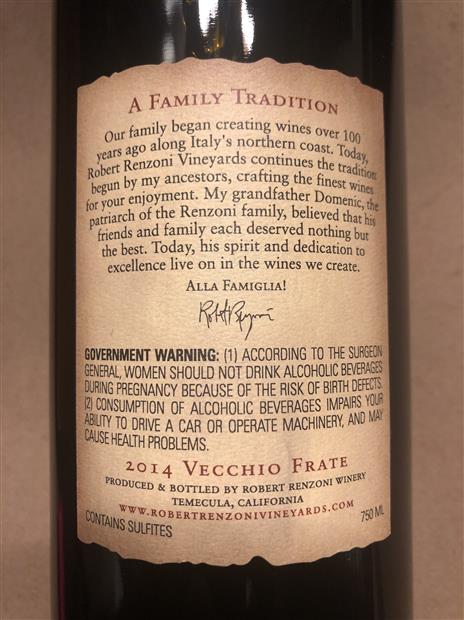 A FAMILY TRADITION
Our family began creating wines over 100
years ago along Italy's northern coast. Today,
Robert Renzoni Vineyards continues the tradition
begun by my ancestors, crafting the finest wines
for your enjoyment. My grandfather Domenic, the
patriarch of the Renzoni family, believed that his
friends and family each deserved nothing but
the best. Today, his spirit and dedication to
excellence live on in the wines we create.
ALLA FAMIGLIA!
GOVERNMENT WARNING: (1) ACCORDING TO THE SURGEON
GENERAL, WOMEN SHOULD NOT DRINK ALCOHOLIC BEVERAGES
DURING PREGNANCY BECAUSE OF THE RISK OF BIRTH DEFECTS.
(2) CONSUMPTION OF ALCOHOLIC BEVERAGES IMPAIRS YOUR
ABILITY TO DRIVE A CAR OR OPERATE MACHINERY, AND MAY
CAUSE HEALTH PROBLEMS.
2014 VECCHIO FRATE
PRODUCED & BOTTLED BY ROBERT RENZONI WINERY
TEMECULA, CALIFORNIA
WWW.ROBERTRENZONIVINEYARDS.COM
CONTAINS SULFITES
750 ML